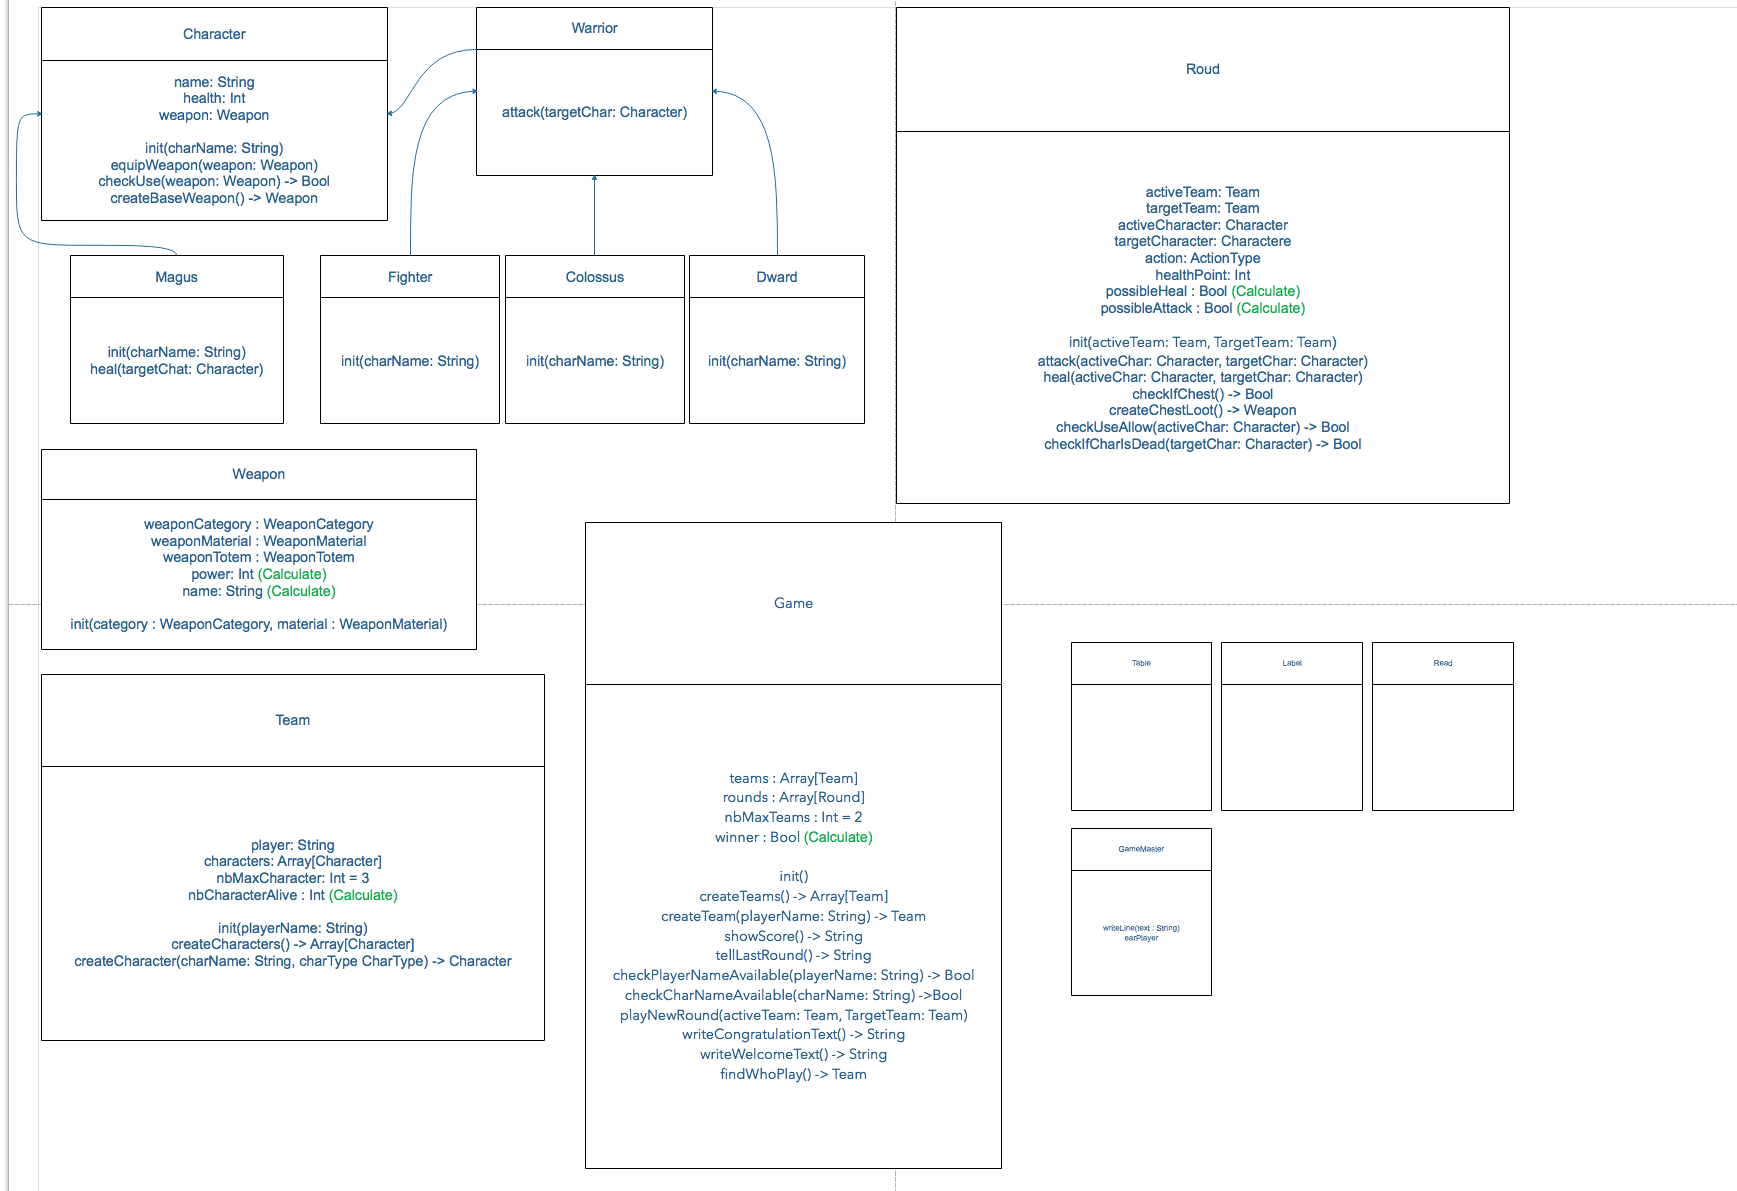 Character
name: String
health: Int
weapon: Weapon
init(charName: String)
equipWeapon(weapon: Weapon)
checkUse(weapon: Weapon) -> Bool
createBaseWeapon() -> Weapon
Warrior
attack(targetChar: Character)
Roud
activeTeam: Team
targetTeam: Team
activeCharacter: Character
targetCharacter: Charactere
action: ActionType
healthPoint: Int
possibleHeal : Bool (Calculate)
possibleAttack : Bool (Calculate)
init(activeTeam: Team, TargetTeam: Team)
attack(activeChar: Character, targetChar: Character)
heal(activeChar: Character, targetChar: Character)
checkIfChest() -> Bool
createChestLoot() -> Weapon
checkUseAllow(activeChar: Character) -> Bool
checkIfCharIsDead(targetChar: Character) -> Bool
Magus
init(charName: String)
heal(targetChat: Character)
Fighter
init(charName: String)
Colossus
init(charName: String)
Dward
init(charName: String)
Weapon
weaponCategory : WeaponCategory
weaponMaterial : WeaponMaterial
weaponTotem : WeaponTotem
power: Int (Calculate)
name: String (Calculate)
init(category : WeaponCategory, material : WeaponMaterial)
Team
player: String
characters: Array[Character]
nbMaxCharacter: Int = 3
nbCharacterAlive : Int (Calculate)
init(playerName: String)
createCharacters() -> Array[Character]
createCharacter(charName: String, charType CharType) -> Character
Game
teams : Array[Team]
rounds : Array[Round]
nbMaxTeams : Int = 2
winner : Bool (Calculate)
init()
createTeams() -> Array[Team]
createTeam(playerName: String) -> Team
showScore() -> String
tellLastRound() -> String
checkPlayerNameAvailable(playerName: String) -> Bool
checkCharNameAvailable(charName: String) ->Bool
playNewRound(activeTeam: Team, TargetTeam: Team)
writeCongratulationText() -> String
writeWelcomeText() -> String
findWhoPlay() -> Team
Table
Label
Read
GameMaster
writeLine(text : String)
earPlayer